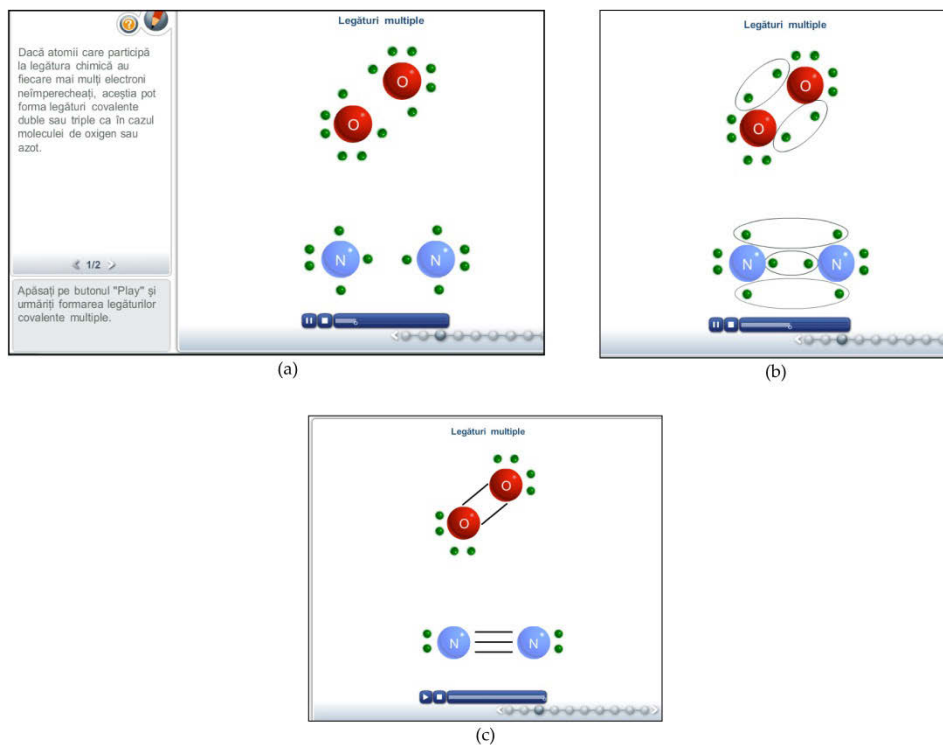 Legături multiple
Dacă atomii care participă
la legătura chimică au
fiecare mai mulți electroni
neîmperecheați, aceștia pot
forma legături covalente
duble sau triple ca în cazul
moleculei de oxigen sau
azot.
1/2
Apăsați pe butonul "Play" și
urmăriți formarea legăturilor
covalente multiple.
O
O
N
N
(a)
Legături multiple
O
O
N
N
(b)
Legături multiple
O
O
N
N
(c)